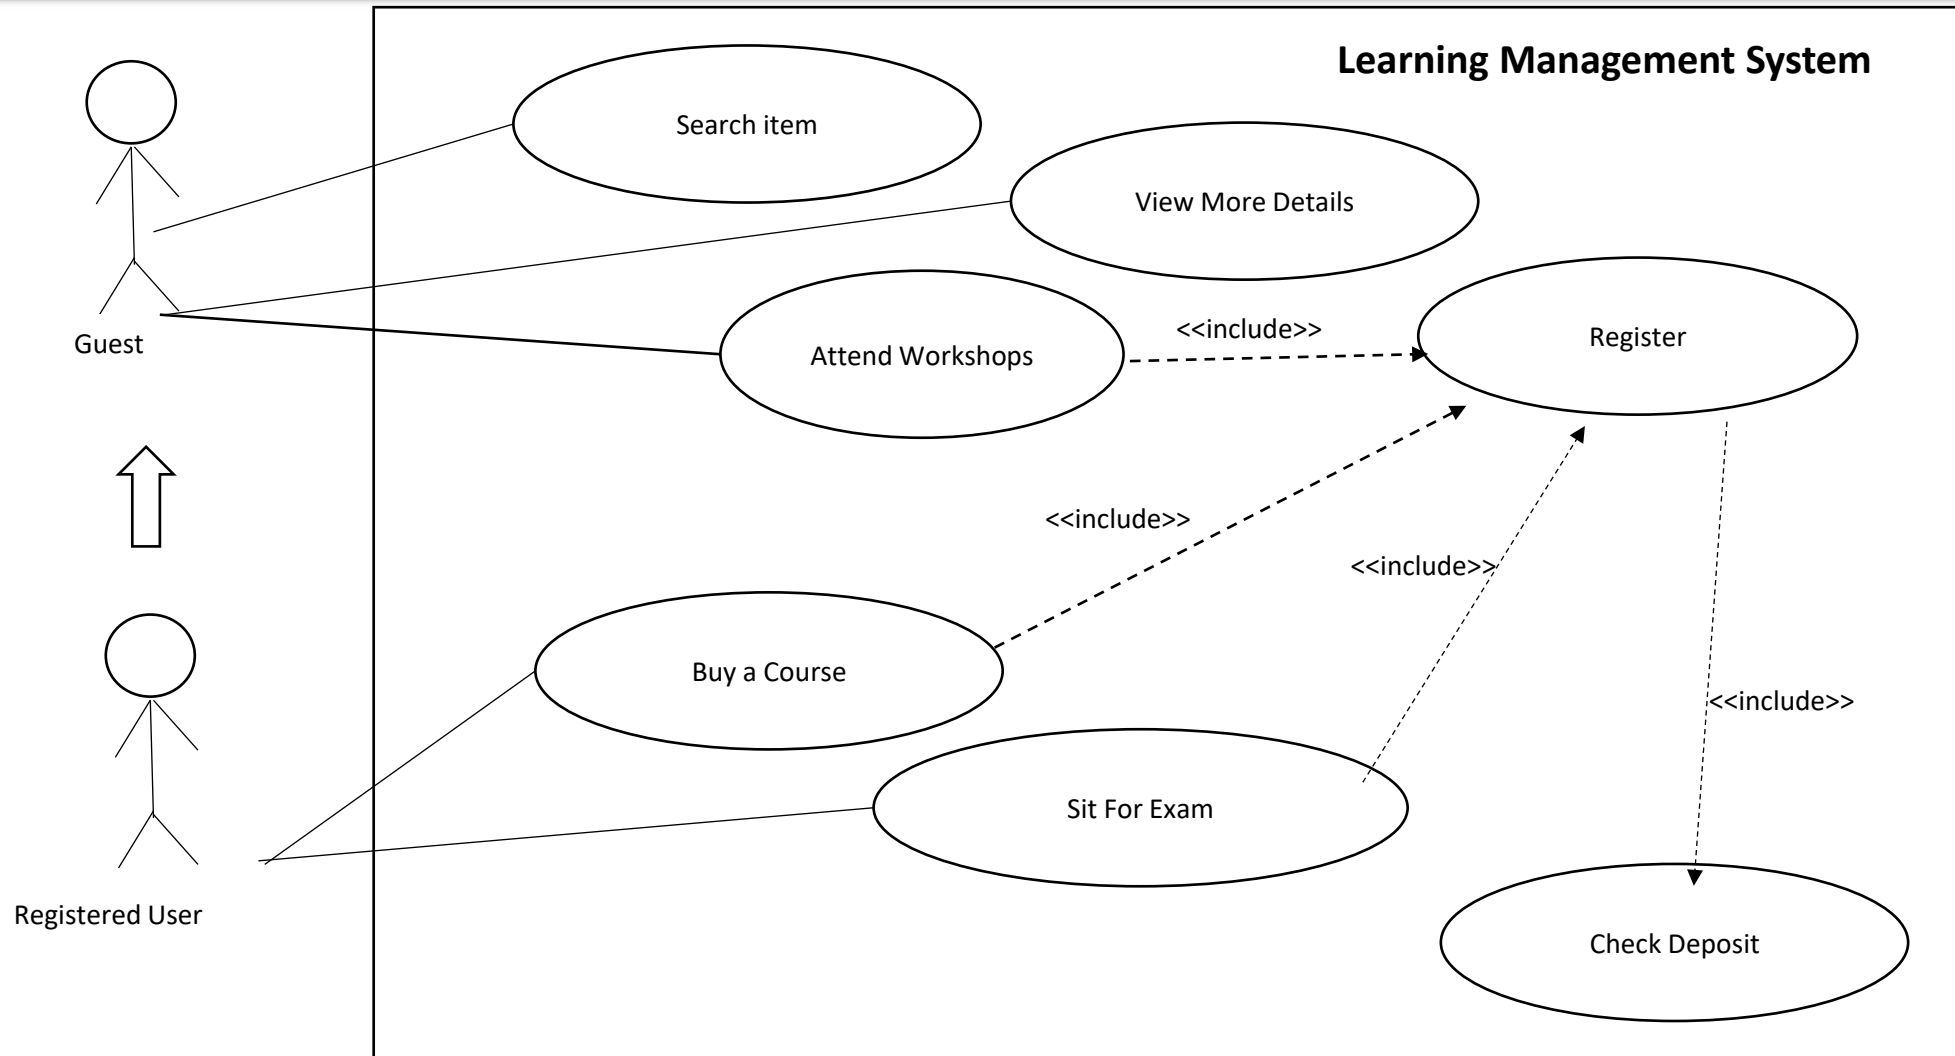 Learning Management System
Search item
View More Details
Guest
Attend Workshops
<<include>>
Register
<<include>>
<<include>>
Buy a Course
<<include>>
Sit For Exam
Registered User
Check Deposit